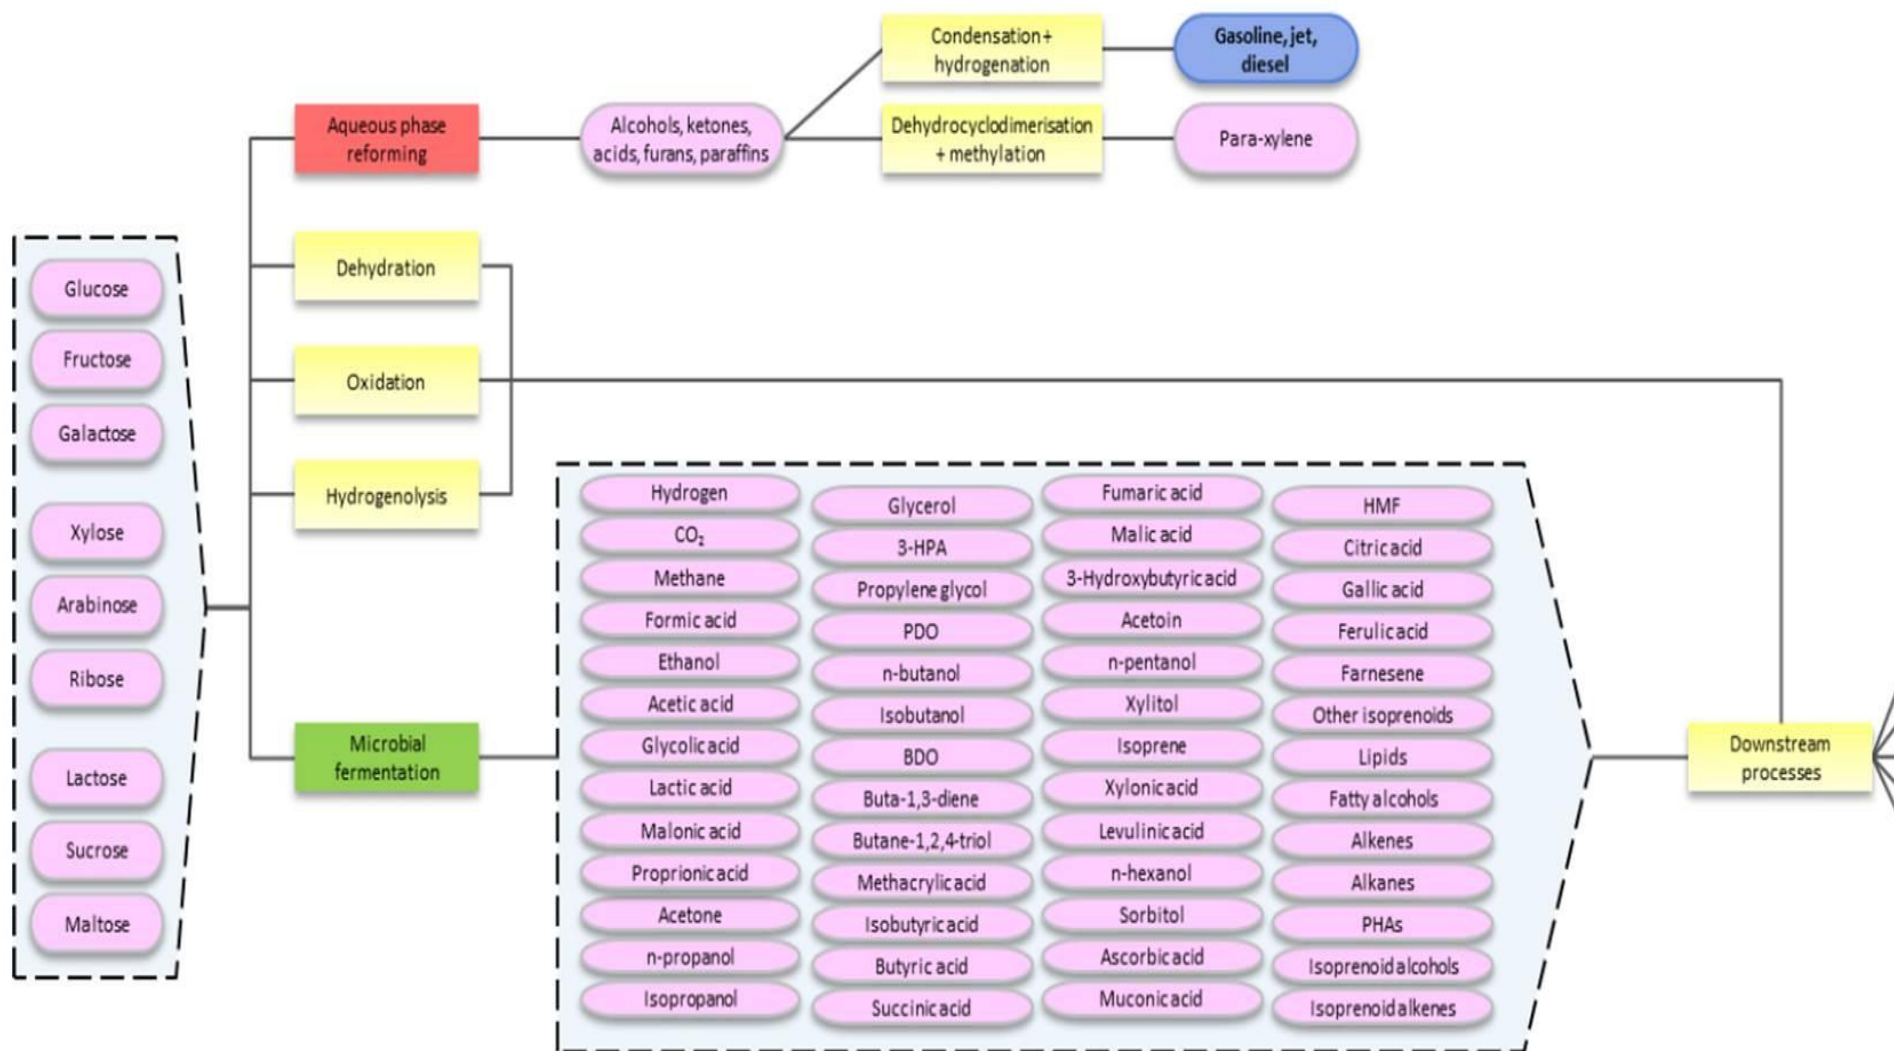 Condensation +
hydrogenation
Gasoline, jet,
diesel
Aqueous phase
reforming
Alcohols, ketones,
acids, furans, paraffins
Dehydrocyclodimerisation
+ methylation
Para-xylene
Dehydration
Oxidation
Hydrogenolysis
Microbial
fermentation
Glucose
Fructose
Galactose
Xylose
Arabinose
Ribose
Lactose
Sucrose
Maltose
Hydrogen
CO₂
Methane
Formic acid
Ethanol
Acetic acid
Glycolic acid
Lactic acid
Malonic acid
Proprionic acid
Acetone
n-propanol
Isopropanol
Glycerol
3-HPA
Propylene glycol
PDO
n-butanol
Isobutanol
BDO
Buta-1,3-diene
Butane-1,2,4-triol
Methacrylic acid
Isobutyric acid
Butyric acid
Succinic acid
Fumaric acid
Malic acid
3-Hydroxybutyric acid
Acetoin
n-pentanol
Xylitol
Isoprene
Xylonic acid
Levulinic acid
n-hexanol
Sorbitol
Ascorbic acid
Muconic acid
HMF
Citric acid
Gallic acid
Ferulic acid
Farnesene
Other isoprenoids
Lipids
Fatty alcohols
Alkenes
Alkanes
PHAs
Isoprenoid alcohols
Isoprenoid alkenes
Downstream
processes